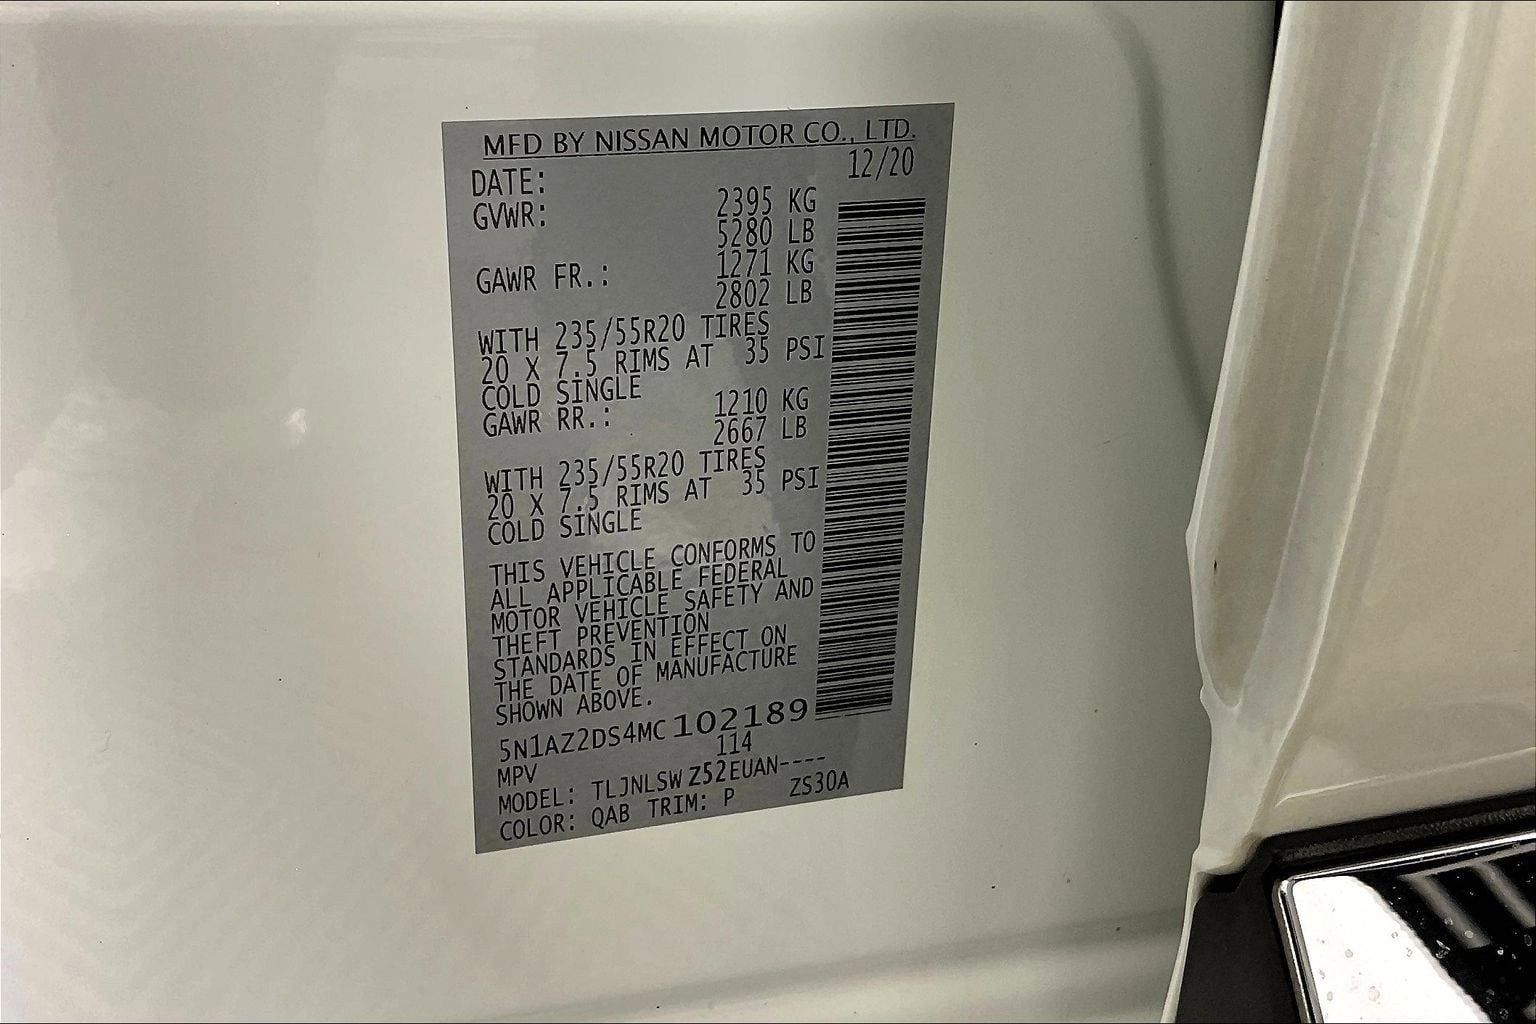 MFD BY NISSAN MOTOR CO., LTD.
DATE: 12/20
GVWR: 2395 KG
5280 LB
GAWR FR.: 1271 KG
2802 LB
WITH 235/55R20 TIRES
20 X 7.5 RIMS AT 35 PSI
COLD SINGLE
GAWR RR.: 1210 KG
2667 LB
WITH 235/55R20 TIRES
20 X 7.5 RIMS AT 35 PSI
COLD SINGLE
THIS VEHICLE CONFORMS TO
ALL APPLICABLE FEDERAL
MOTOR VEHICLE SAFETY AND
THEFT PREVENTION
STANDARDS IN EFFECT ON
THE DATE OF MANUFACTURE
SHOWN ABOVE.
5N1AZ2DS4MC102189
MPV 114
MODEL: TLJNLSWZ52EUAN----
COLOR: QAB TRIM: P ZS30A